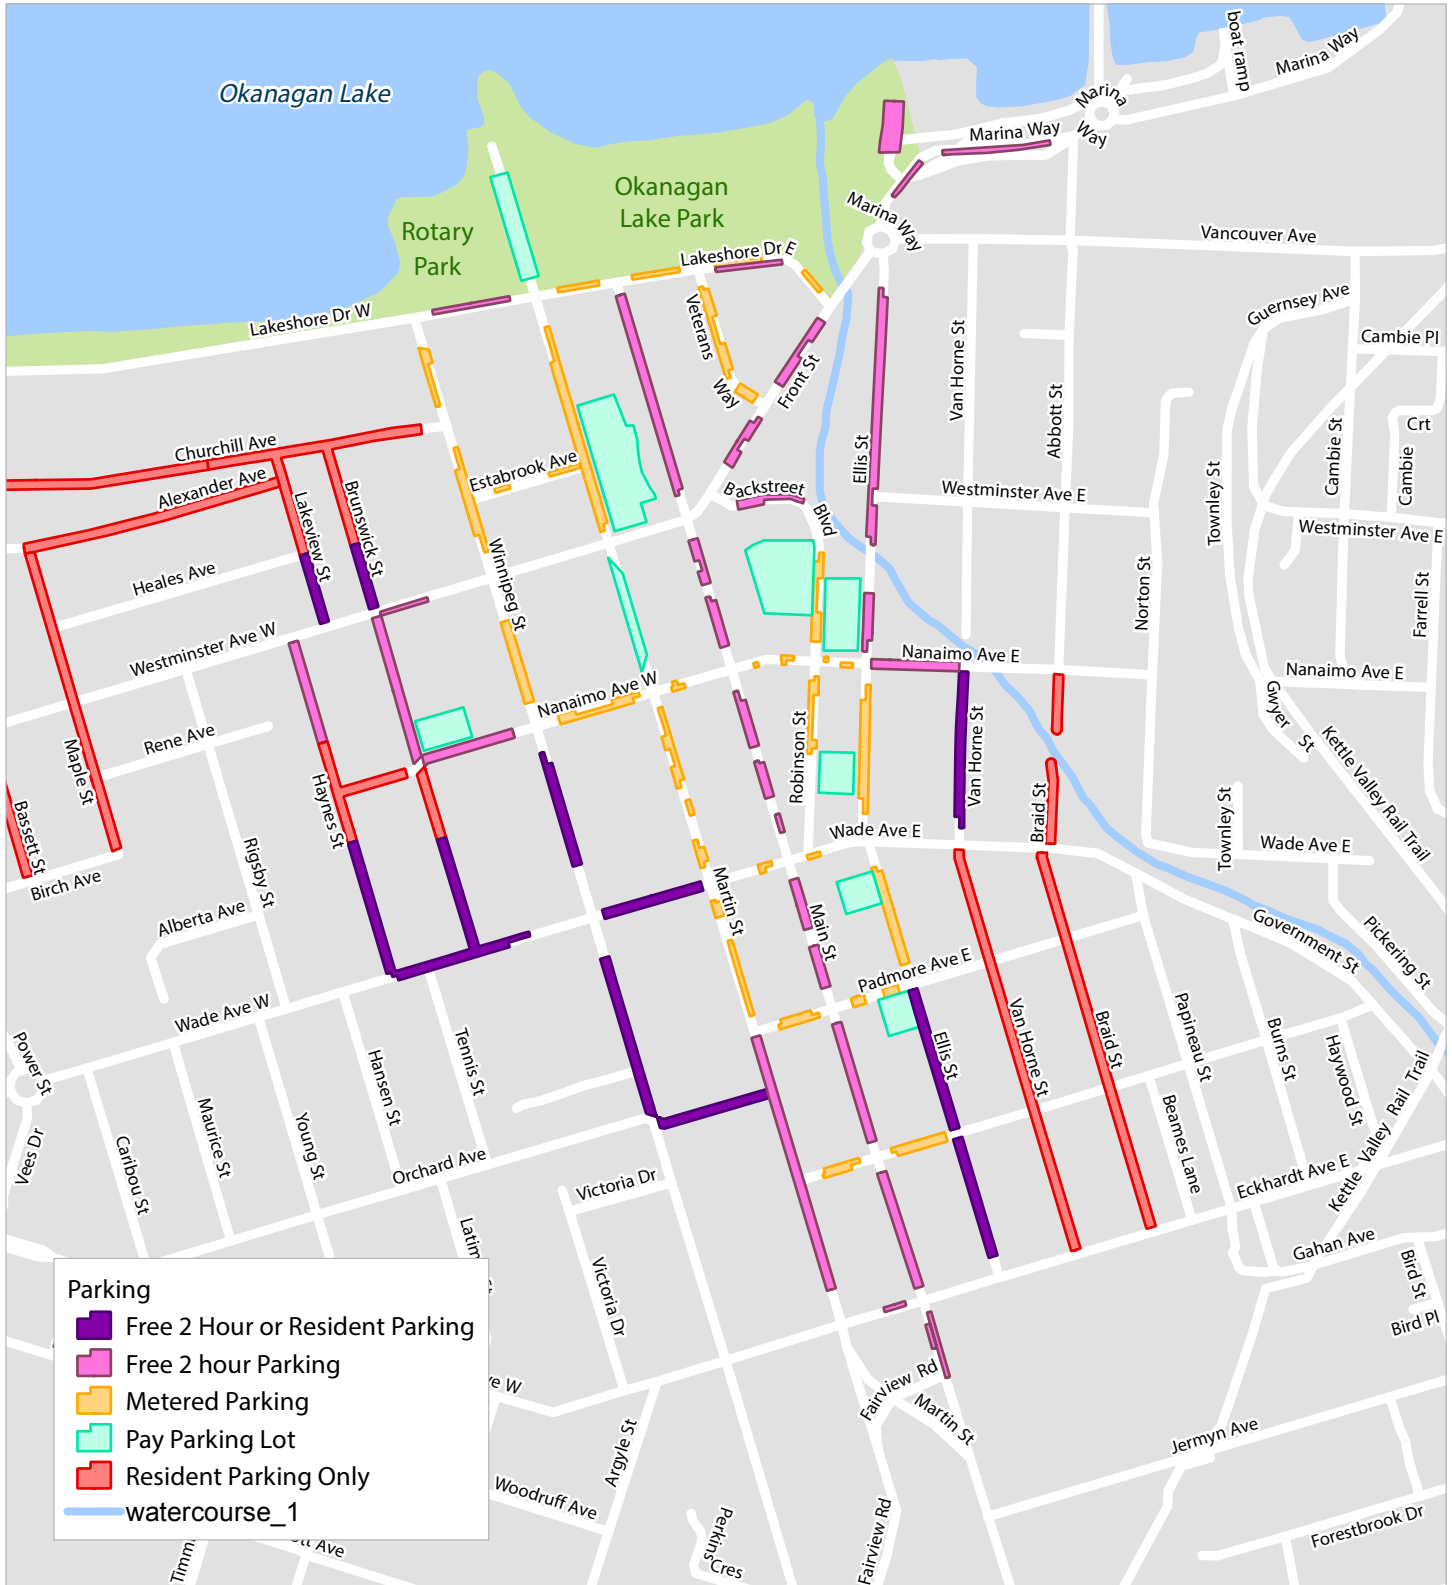 Okanagan Lake
boat ramp
Marina Way
Marina
Way
Marina Way
Okanagan
Lake Park
Rotary
Park
Marina Way
Vancouver Ave
Lakeshore Dr E
Lakeshore Dr W
Veterans
Way
Front St
Guernsey Ave
Cambie Pl
Van Horne St
Abbott St
Crt
Cambie
Cambie St
Churchill Ave
Alexander Ave
Estabrook Ave
Ellis St
Townley St
Backstreet
Blvd
Westminster Ave E
Westminster Ave E
Lakeview St
Brunswick St
Winnipeg St
Heales Ave
Norton St
Farrell St
Westminster Ave W
Nanaimo Ave E
Nanaimo Ave E
Nanaimo Ave W
Rene Ave
Maple St
Haynes St
Robinson St
Van Horne St
Gwyer St
Kettle Valley Rail Trail
Bassett St
Birch Ave
Rigsby St
Braid St
Townley St
Wade Ave E
Wade Ave E
Alberta Ave
Martin St
Main St
Government St
Pickering St
Padmore Ave E
Wade Ave W
Power St
Tennis St
Hansen St
Ellis St
Van Horne St
Braid St
Papineau St
Burns St
Haywood St
Kettle Valley Rail Trail
Vees Dr
Caribou St
Maurice St
Young St
Orchard Ave
Victoria Dr
Beames Lane
Eckhardt Ave E
Gahan Ave
Bird St
Bird Pl
Latim
Victoria Dr
Parking
Free 2 Hour or Resident Parking
Free 2 hour Parking
Metered Parking
Pay Parking Lot
Resident Parking Only
watercourse_1
ve W
Fairview Rd
Martin St
Argyle St
Jermyn Ave
Woodruff Ave
Perkins
Cres
Fairview Rd
Forestbrook Dr
Timm
ott Ave